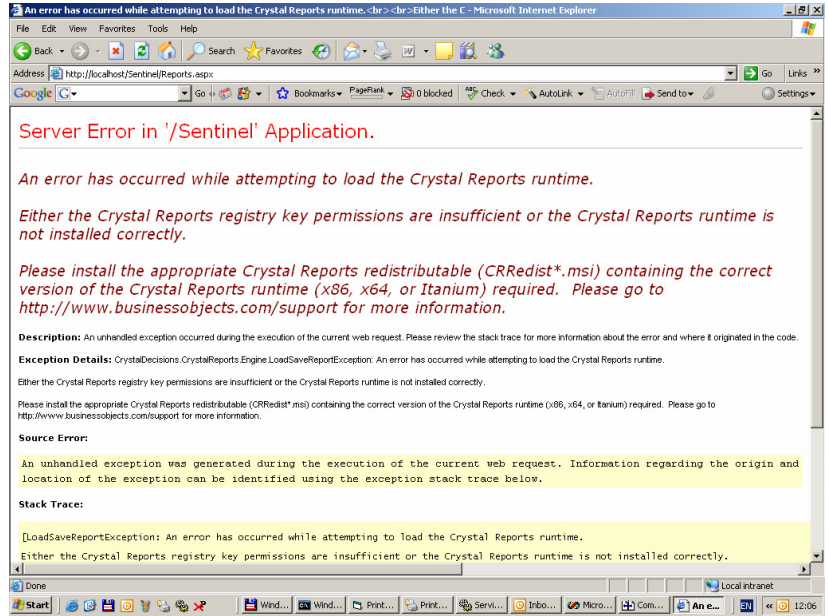 An error has occurred while attempting to load the Crystal Reports runtime.<br><br>Either the C - Microsoft Internet Explorer
File Edit View Favorites Tools Help
Back Search Favorites
Address http://localhost/Sentinel/Reports.aspx Go Links »
Google G Go Bookmarks PageRank 0 blocked ABC Check AutoLink AutoFill Send to Settings
Server Error in '/Sentinel' Application.
An error has occurred while attempting to load the Crystal Reports runtime.
Either the Crystal Reports registry key permissions are insufficient or the Crystal Reports runtime is
not installed correctly.
Please install the appropriate Crystal Reports redistributable (CRRedist*.msi) containing the correct
version of the Crystal Reports runtime (x86, x64, or Itanium) required.  Please go to
http://www.businessobjects.com/support for more information.
Description: An unhandled exception occurred during the execution of the current web request. Please review the stack trace for more information about the error and where it originated in the code.
Exception Details: CrystalDecisions.CrystalReports.Engine.LoadSaveReportException: An error has occurred while attempting to load the Crystal Reports runtime.
Either the Crystal Reports registry key permissions are insufficient or the Crystal Reports runtime is not installed correctly.
Please install the appropriate Crystal Reports redistributable (CRRedist*.msi) containing the correct version of the Crystal Reports runtime (x86, x64, or Itanium) required.  Please go to
http://www.businessobjects.com/support for more information.
Source Error:
An unhandled exception was generated during the execution of the current web request. Information regarding the origin and
location of the exception can be identified using the exception stack trace below.
Stack Trace:
[LoadSaveReportException: An error has occurred while attempting to load the Crystal Reports runtime.
Either the Crystal Reports registry key permissions are insufficient or the Crystal Reports runtime is not installed correctly.
Done Local intranet
Start Wind... Wind... Print... Print... Servi... Inbo... Micro... Com... An e... EN « 12:06